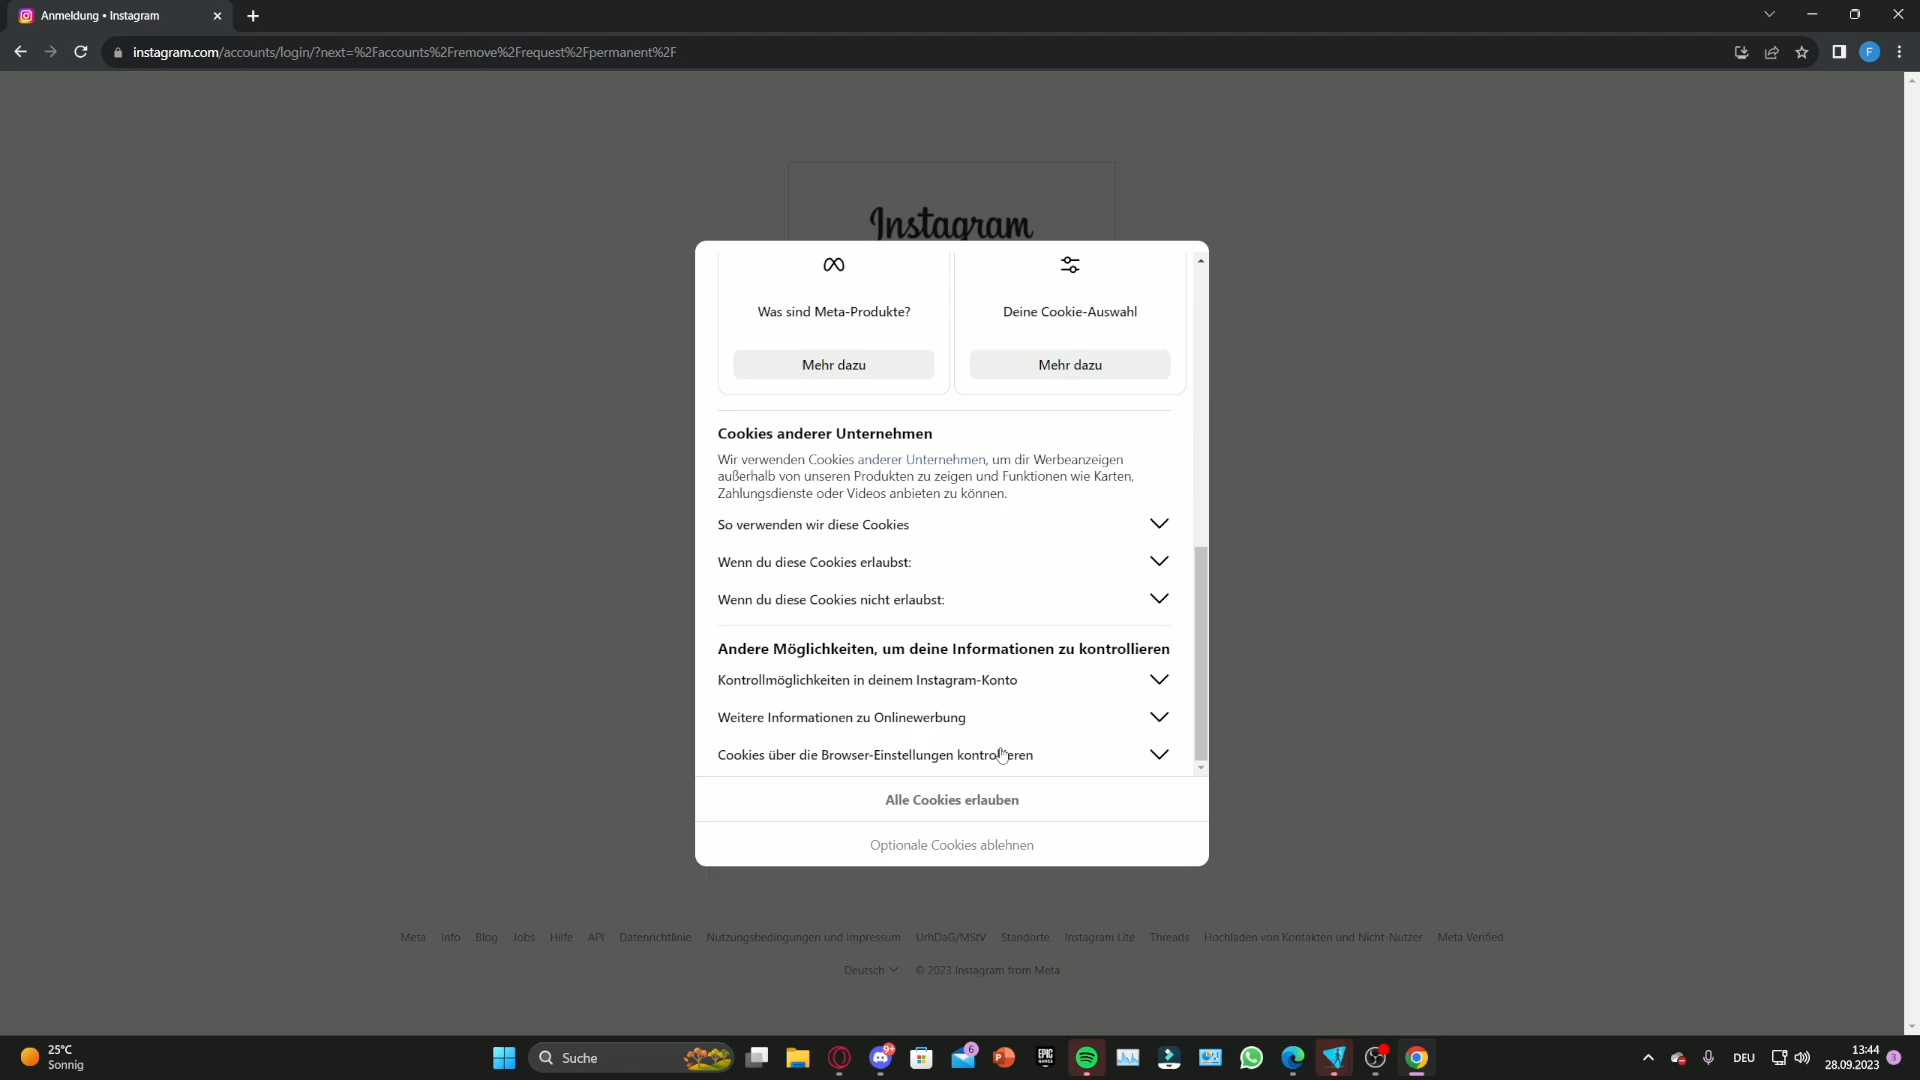 Anmeldung • Instagram
instagram.com/accounts/login/?next=%2Faccounts%2Fremove%2Frequest%2Fpermanent%2F
F
Instagram
Was sind Meta-Produkte?
Deine Cookie-Auswahl
Mehr dazu
Mehr dazu
Cookies anderer Unternehmen
Wir verwenden Cookies anderer Unternehmen, um dir Werbeanzeigen
außerhalb von unseren Produkten zu zeigen und Funktionen wie Karten,
Zahlungsdienste oder Videos anbieten zu können.
So verwenden wir diese Cookies
Wenn du diese Cookies erlaubst:
Wenn du diese Cookies nicht erlaubst:
Andere Möglichkeiten, um deine Informationen zu kontrollieren
Kontrollmöglichkeiten in deinem Instagram-Konto
Weitere Informationen zu Onlinewerbung
Cookies über die Browser-Einstellungen kontrollieren
Alle Cookies erlauben
Optionale Cookies ablehnen
Meta Info Blog Jobs Hilfe API Datenrichtlinie Nutzungsbedingungen und Impressum UrhDaG/MStV Standorte Instagram Lite Threads Hochladen von Kontakten und Nicht-Nutzer Meta Verified
Deutsch © 2023 Instagram from Meta
25°C
Sonnig
Suche
9+
6
P
EPIC
GAMES
DEU
13:44
28.09.2023
3